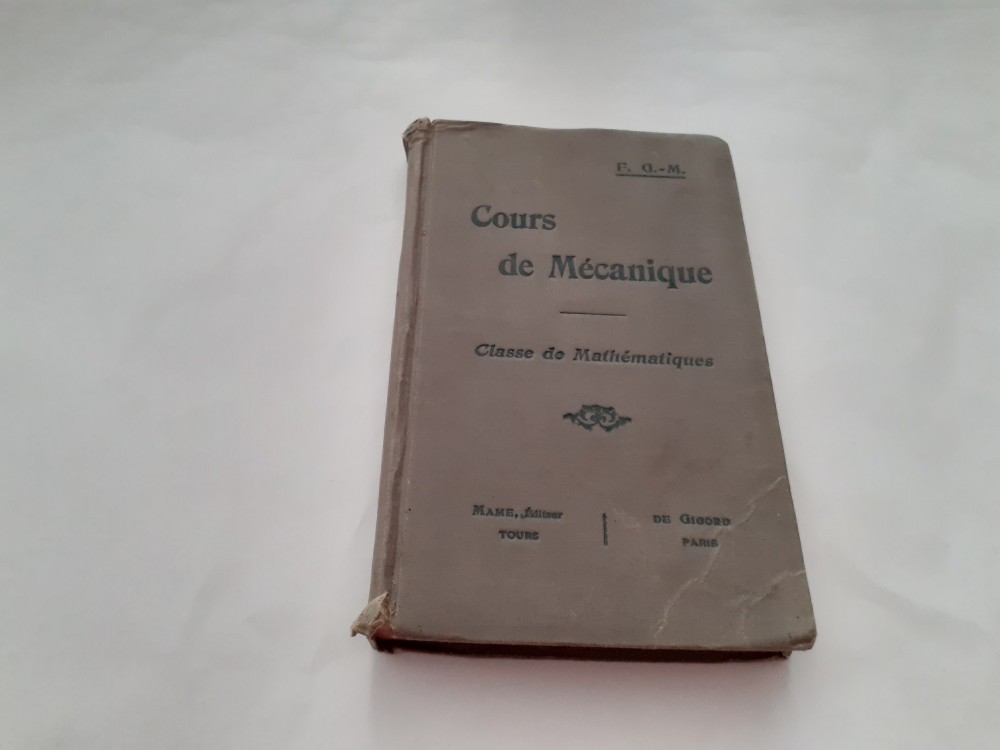 F. G.-M.
Cours
de Mécanique
Classe de Mathématiques
MAME, Éditeur
TOURS
DE GIGORD
PARIS